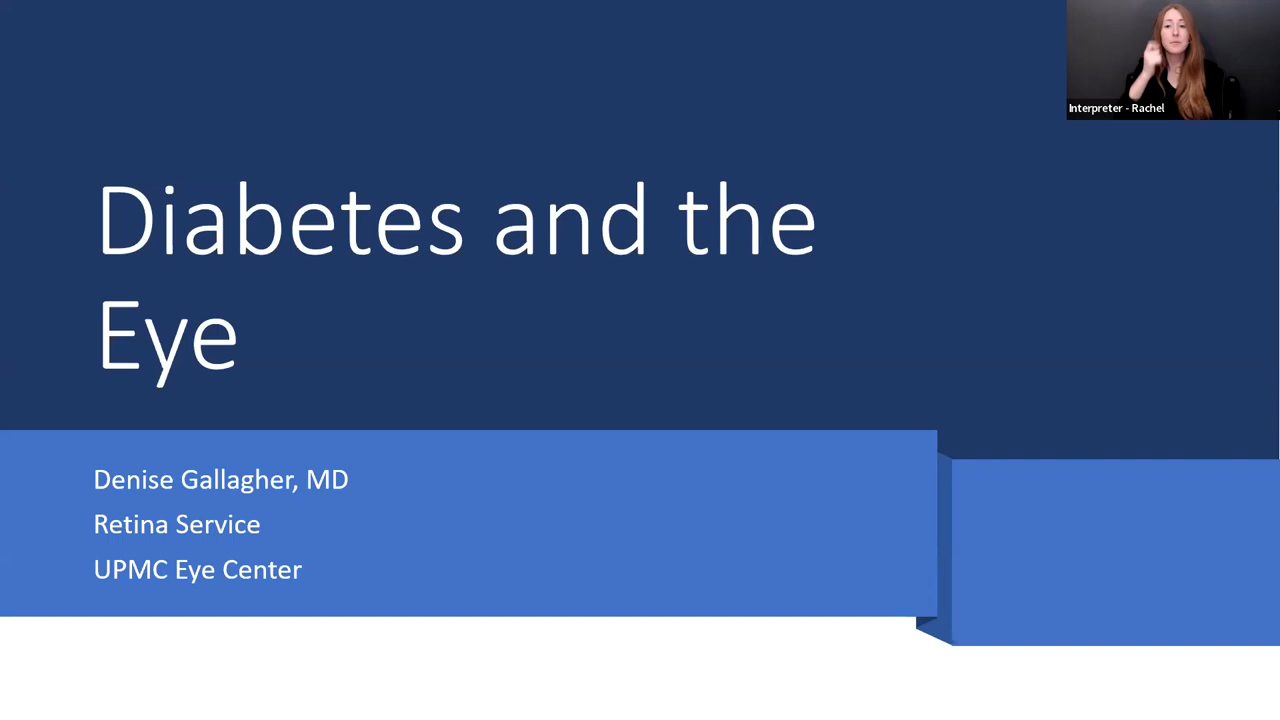 Interpreter - Rachel
Diabetes and the
Eye
Denise Gallagher, MD
Retina Service
UPMC Eye Center